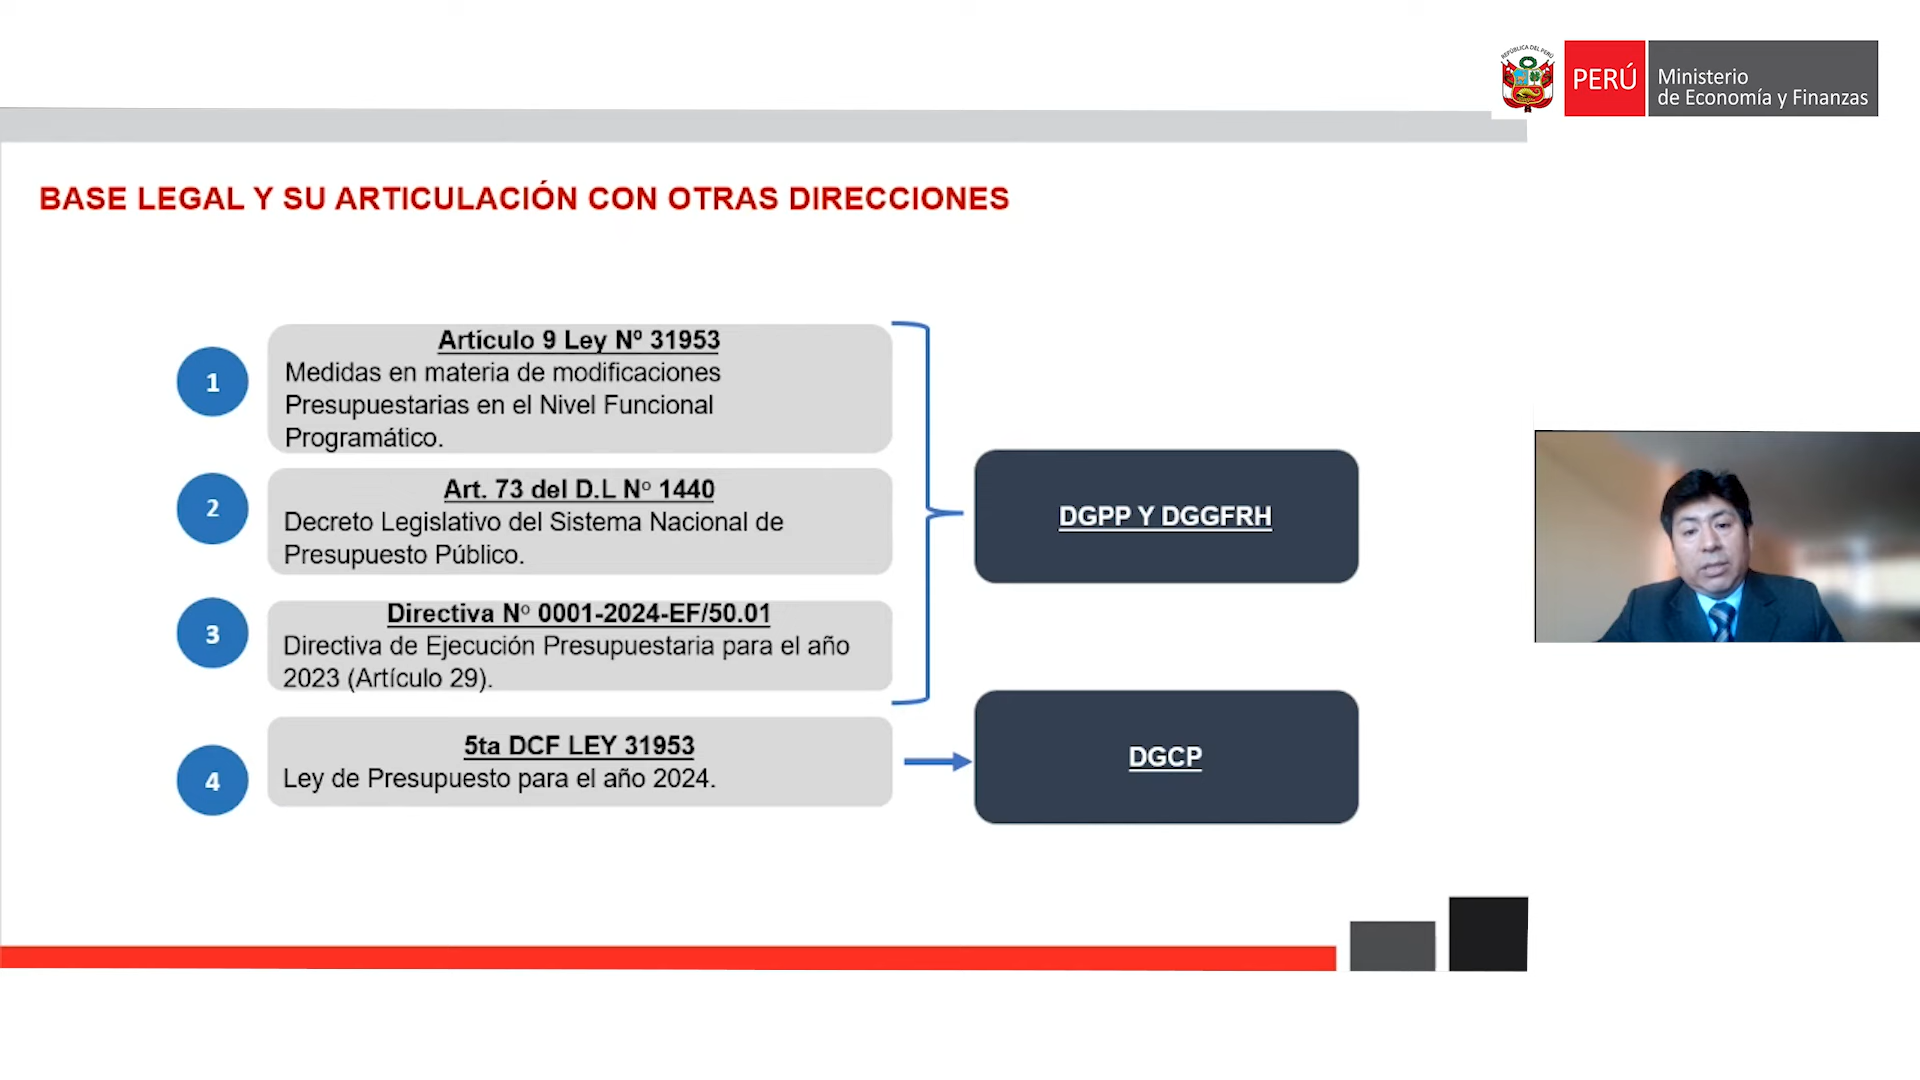 REPÚBLICA DEL PERÚ
PERÚ
Ministerio
de Economía y Finanzas
BASE LEGAL Y SU ARTICULACIÓN CON OTRAS DIRECCIONES
1
Artículo 9 Ley Nº 31953
Medidas en materia de modificaciones
Presupuestarias en el Nivel Funcional
Programático.
2
Art. 73 del D.L Nº 1440
Decreto Legislativo del Sistema Nacional de
Presupuesto Público.
3
Directiva Nº 0001-2024-EF/50.01
Directiva de Ejecución Presupuestaria para el año
2023 (Artículo 29).
4
5ta DCF LEY 31953
Ley de Presupuesto para el año 2024.
DGPP Y DGGFRH
DGCP